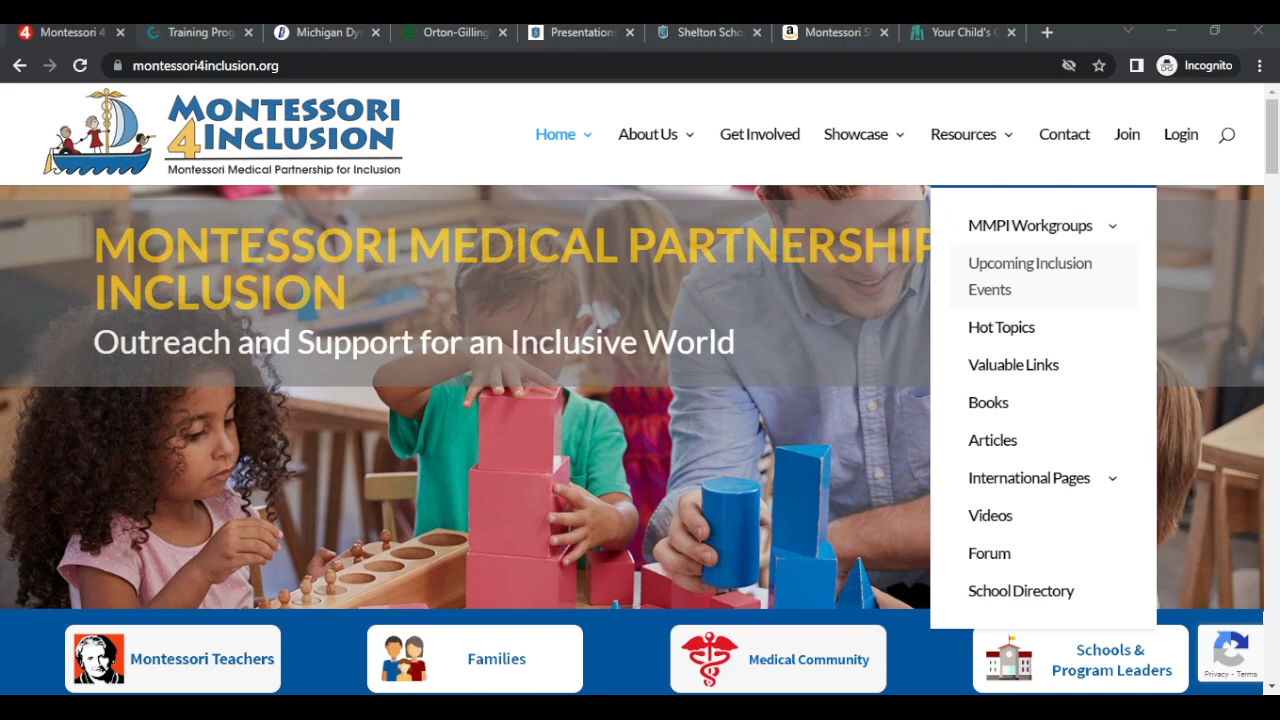 Montessori 4
Training Prog
Michigan Dys
Orton-Gilling
Presentations
Shelton Scho
Montessori S
Your Child's
montessori4inclusion.org
Incognito
MONTESSORI
4INCLUSION
Montessori Medical Partnership for Inclusion
Home
About Us
Get Involved
Showcase
Resources
Contact
Join
Login
MONTESSORI MEDICAL PARTNERSHIP
INCLUSION
Outreach and Support for an Inclusive World
MMPI Workgroups
Upcoming Inclusion
Events
Hot Topics
Valuable Links
Books
Articles
International Pages
Videos
Forum
School Directory
Montessori Teachers
Families
Medical Community
Schools &
Program Leaders
Privacy - Terms